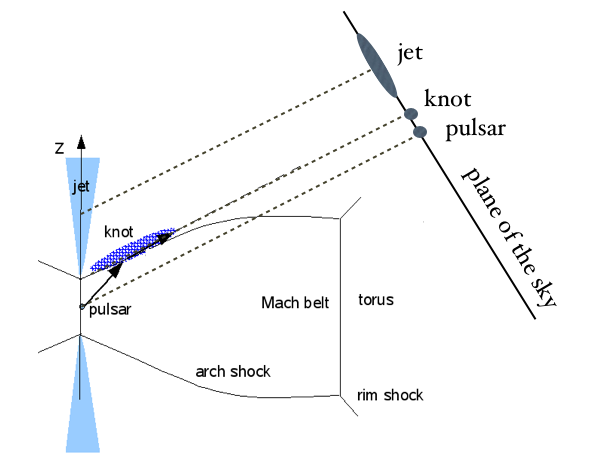 jet
knot
pulsar
plane of the sky
Z
jet
knot
pulsar
Mach belt
torus
arch shock
rim shock